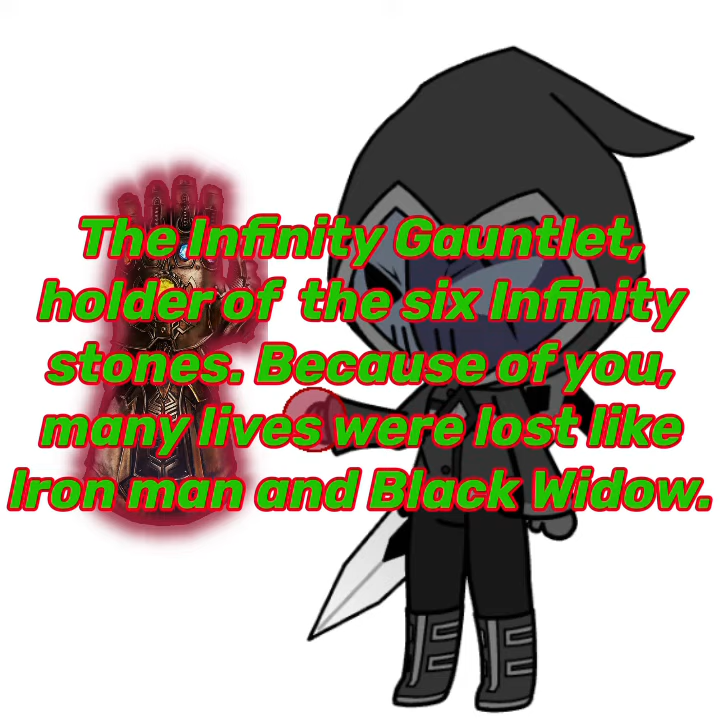 The Infinity Gauntlet,
holder of the six Infinity
stones. Because of you,
many lives were lost like
Iron man and Black Widow.